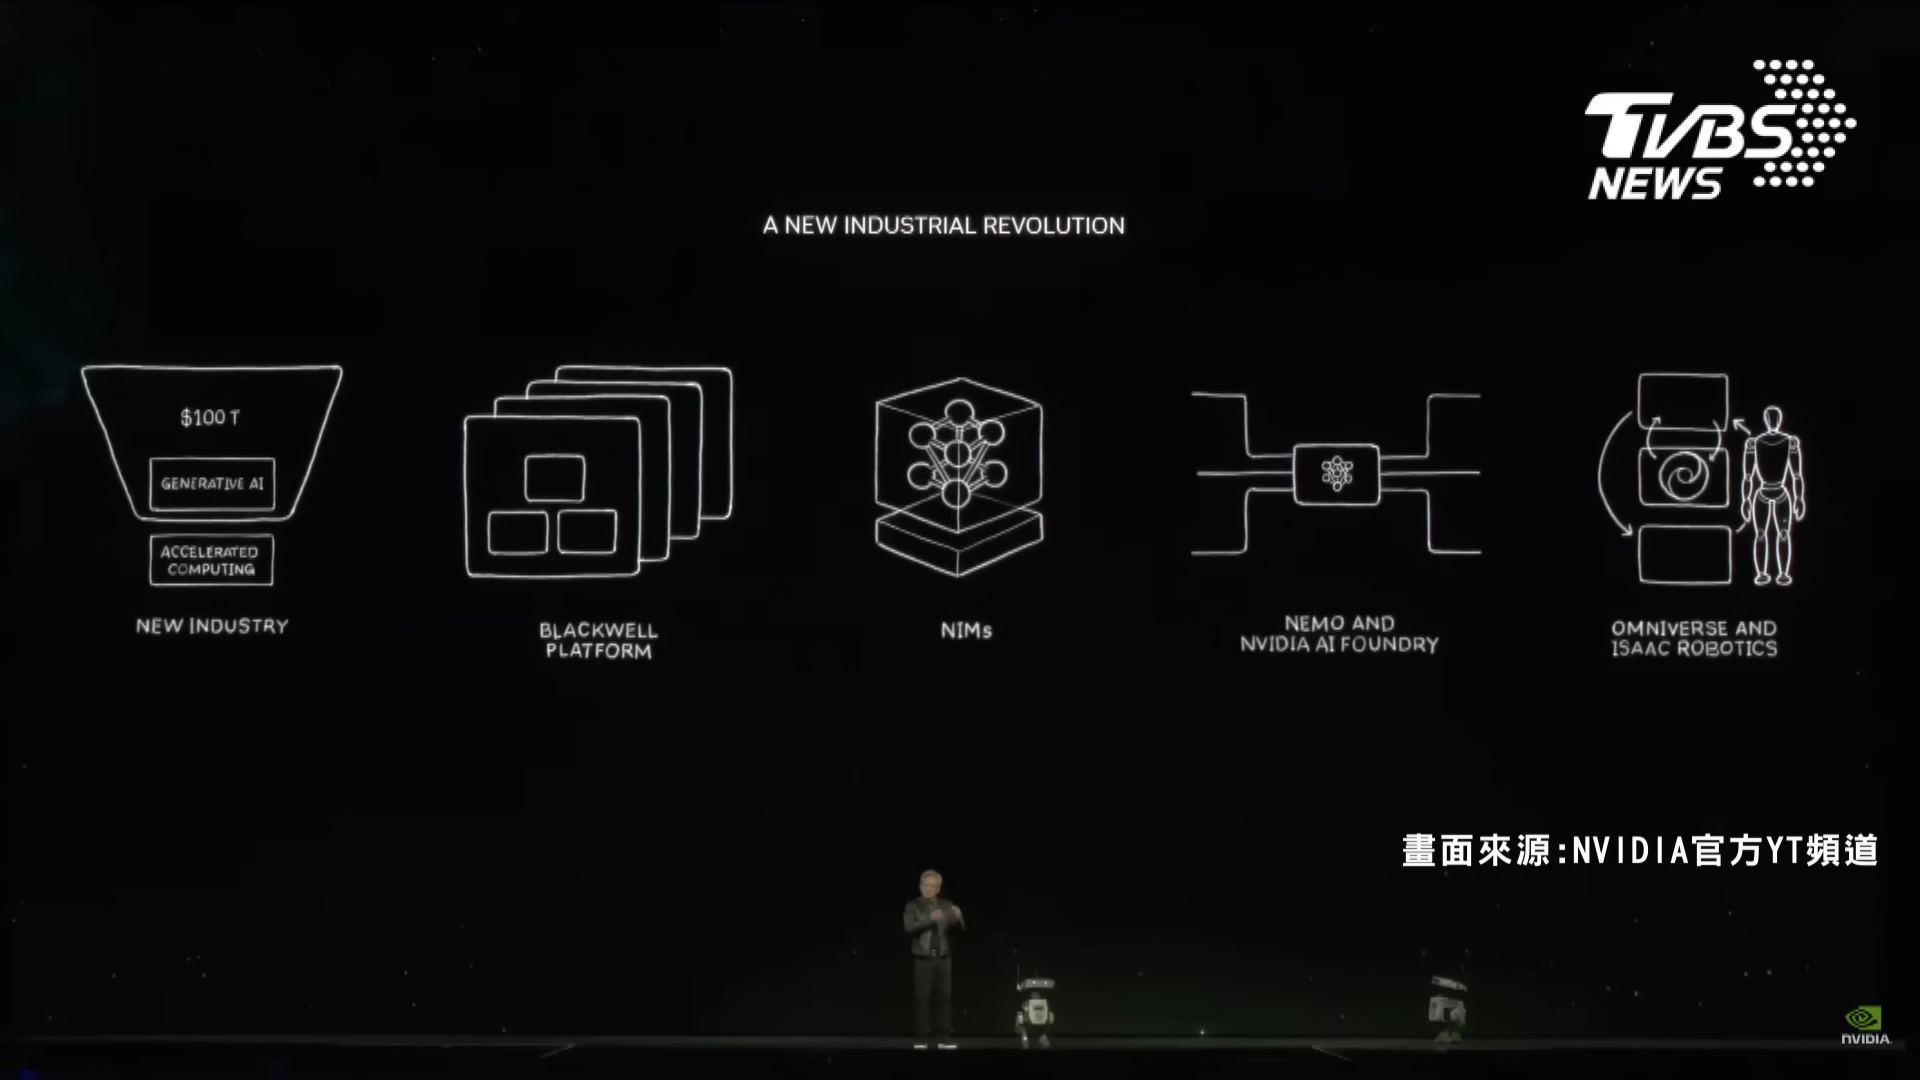 TVBS
NEWS
A NEW INDUSTRIAL REVOLUTION
$100 T
GENERATIVE AI
ACCELERATED
COMPUTING
NEW INDUSTRY
BLACKWELL
PLATFORM
NIMs
NEMO AND
NVIDIA AI FOUNDRY
OMNIVERSE AND
ISAAC ROBOTICS
畫面來源:NVIDIA官方YT頻道
NVIDIA